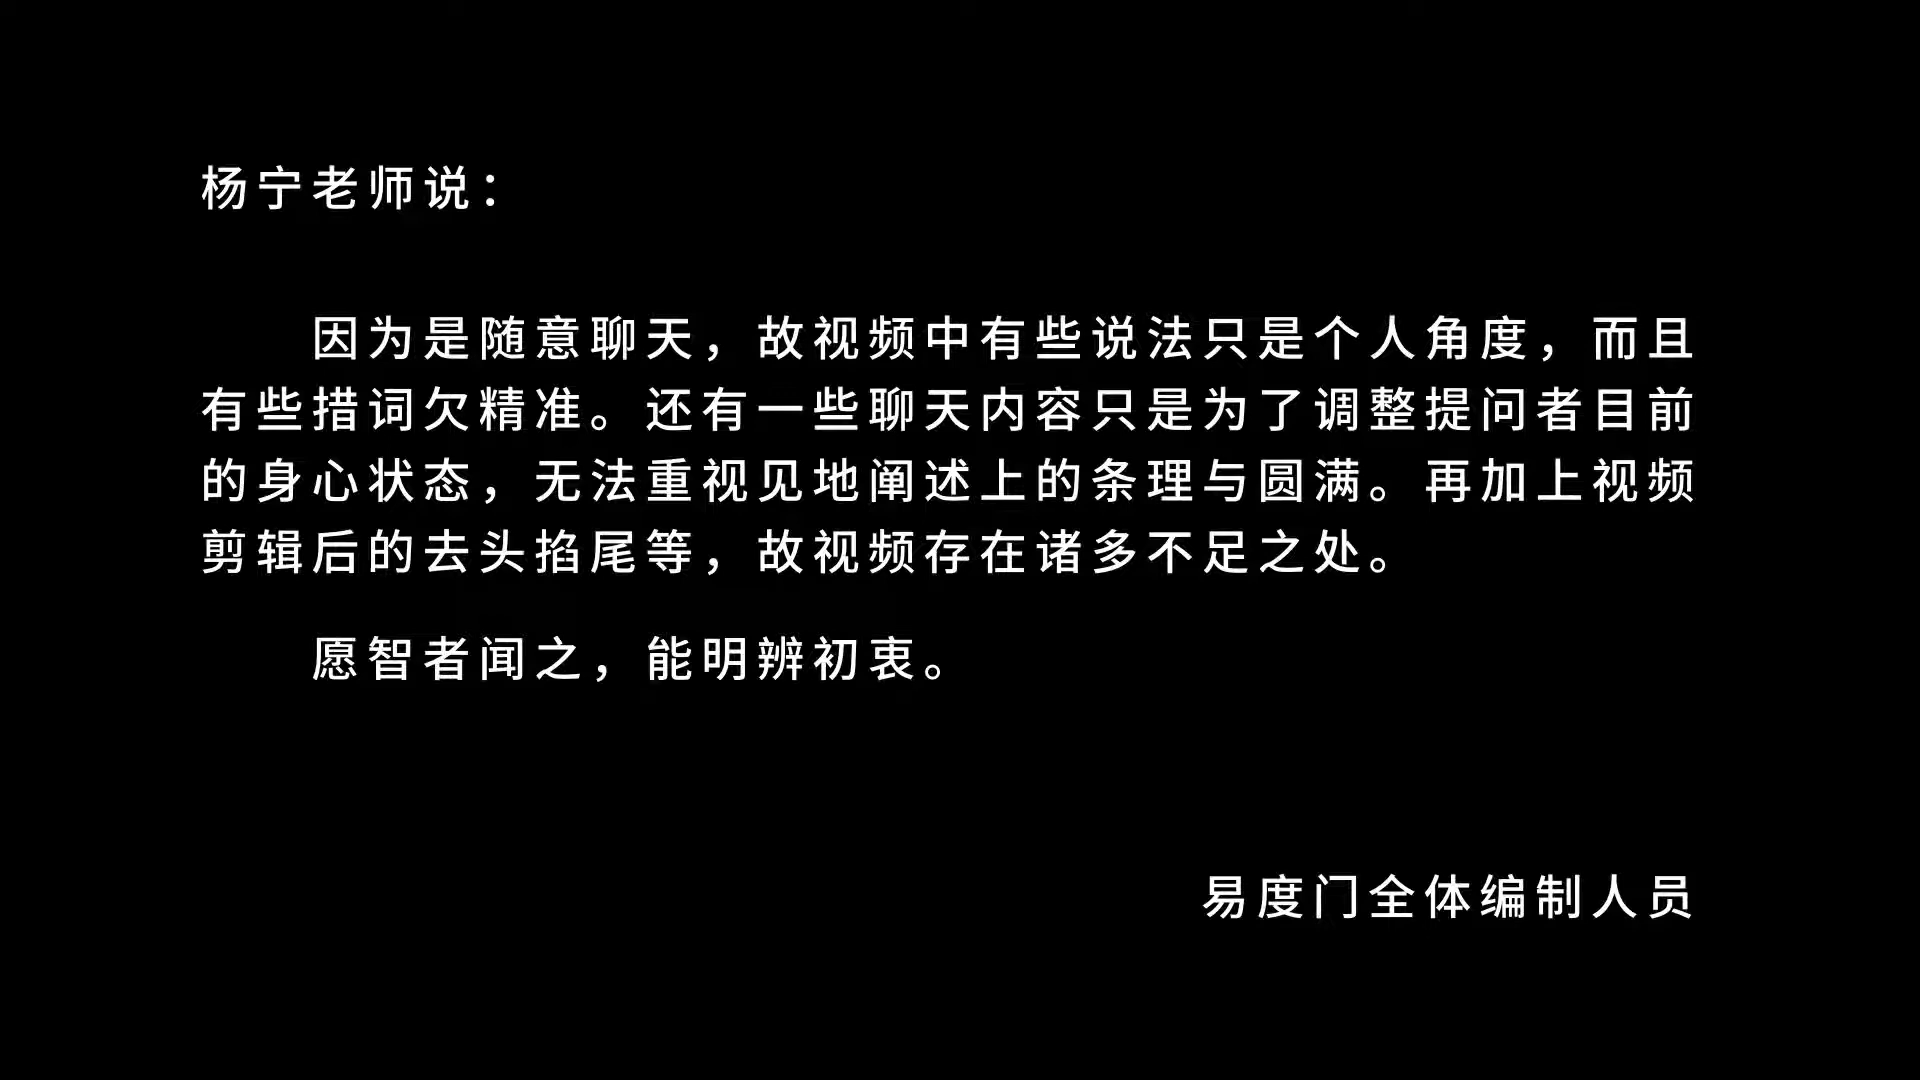 杨宁老师说：
因为是随意聊天，故视频中有些说法只是个人角度，而且
有些措词欠精准。还有一些聊天内容只是为了调整提问者目前
的身心状态，无法重视见地阐述上的条理与圆满。再加上视频
剪辑后的去头掐尾等，故视频存在诸多不足之处。
愿智者闻之，能明辨初衷。
易度门全体编制人员